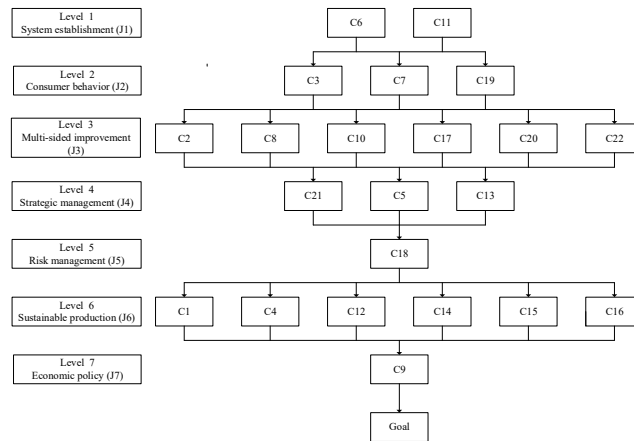 Level 1
System establishment (J1)
C6
C11
Level 2
Consumer behavior (J2)
C3
C7
C19
Level 3
Multi-sided improvement
(J3)
C2
C8
C10
C17
C20
C22
Level 4
Strategic management (J4)
C21
C5
C13
Level 5
Risk management (J5)
C18
Level 6
Sustainable production (J6)
C1
C4
C12
C14
C15
C16
Level 7
Economic policy (J7)
C9
Goal